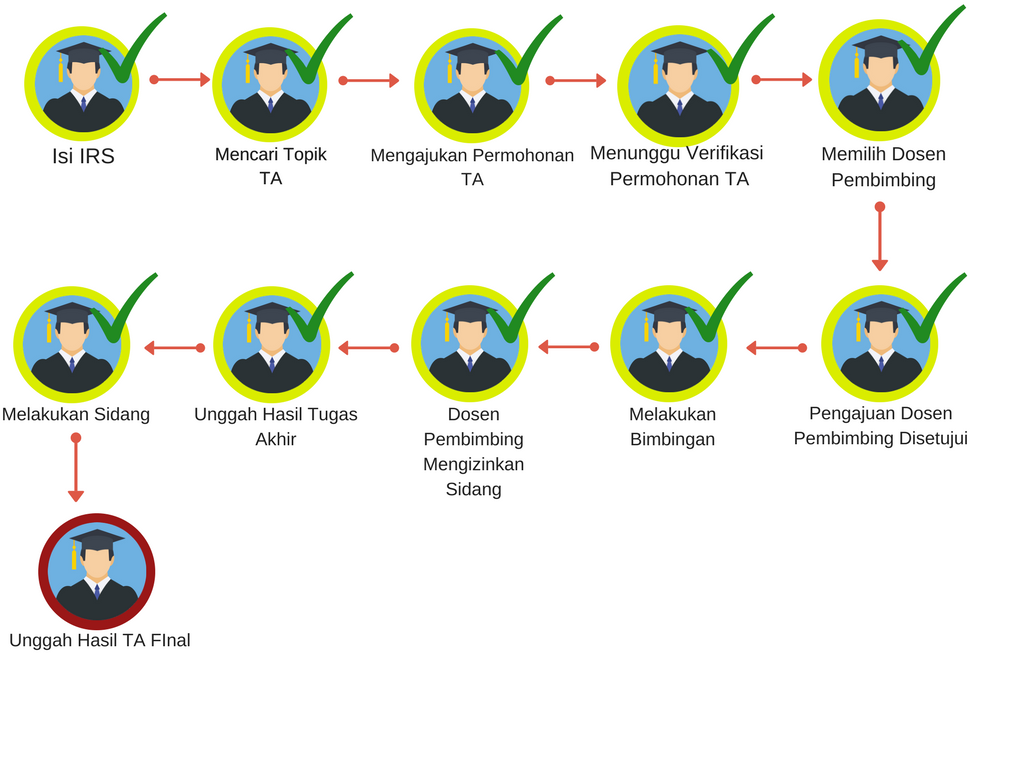 Isi IRS
Mencari Topik
TA
Mengajukan Permohonan
TA
Menunggu Verifikasi
Permohonan TA
Memilih Dosen
Pembimbing
Pengajuan Dosen
Pembimbing Disetujui
Melakukan
Bimbingan
Dosen
Pembimbing
Mengizinkan
Sidang
Unggah Hasil Tugas
Akhir
Melakukan Sidang
Unggah Hasil TA FInal